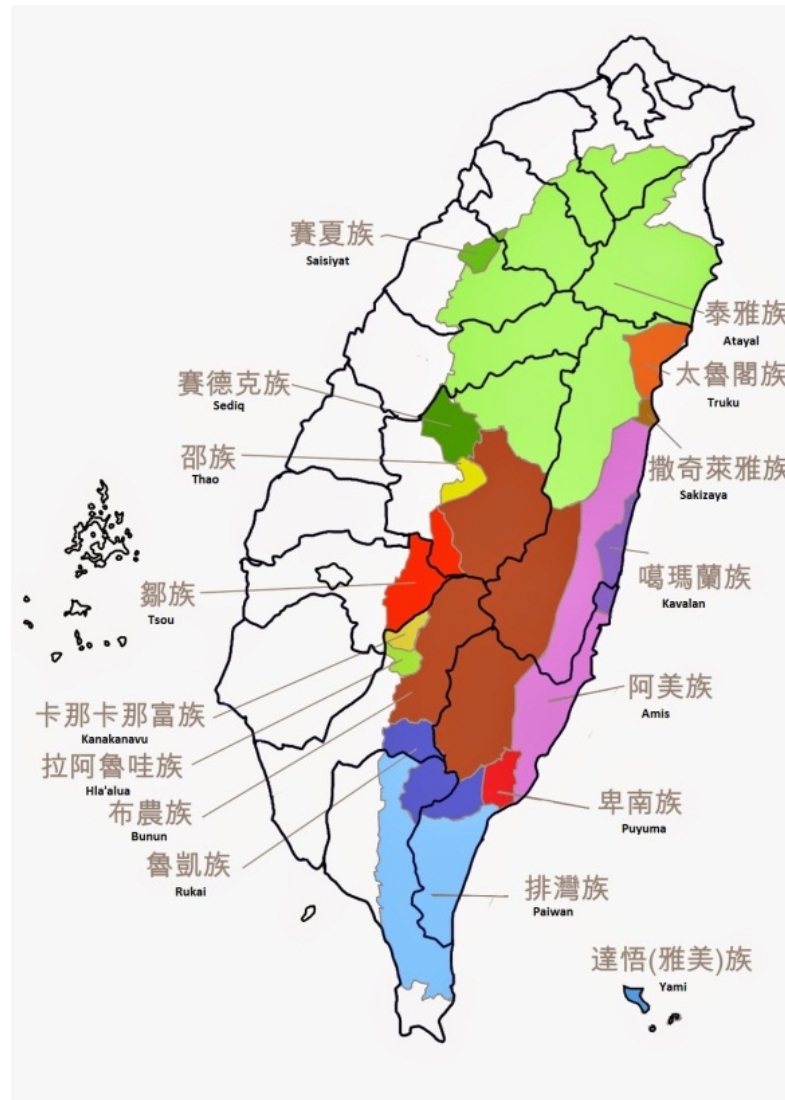 賽夏族
Saisiyat
泰雅族
Atayal
太魯閣族
Truku
賽德克族
Sediq
邵族
Thao
撒奇萊雅族
Sakizaya
噶瑪蘭族
Kavalan
鄒族
Tsou
阿美族
Amis
卡那卡那富族
Kanakanavu
拉阿魯哇族
Hla'alua
布農族
Bunun
卑南族
Puyuma
魯凱族
Rukai
排灣族
Paiwan
達悟(雅美)族
Yami